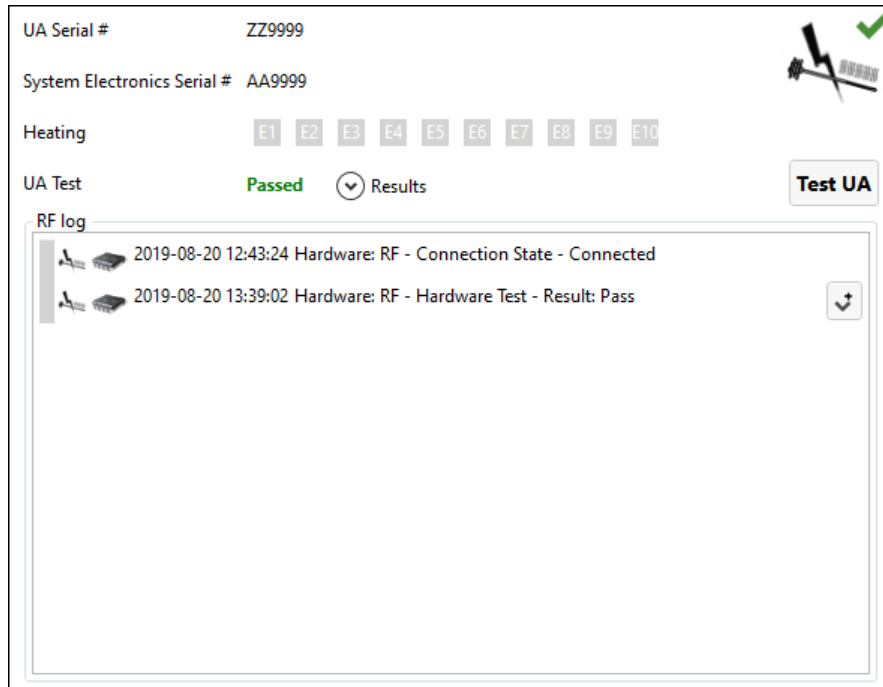 UA Serial # ZZ9999
System Electronics Serial # AA9999
Heating E1 E2 E3 E4 E5 E6 E7 E8 E9 E10
UA Test Passed Results Test UA
RF log
2019-08-20 12:43:24 Hardware: RF - Connection State - Connected
2019-08-20 13:39:02 Hardware: RF - Hardware Test - Result: Pass